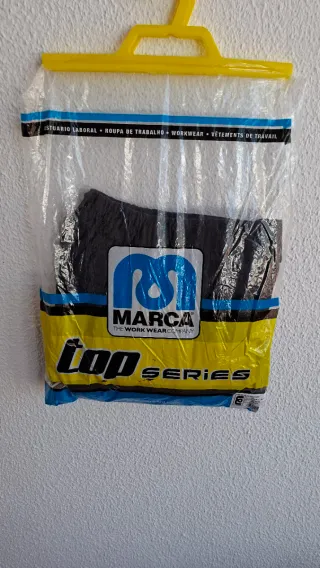 ESTUARIO LABORAL • ROUPA DE TRABALHO • WORKWEAR • VÊTEMENTS DE TRAVAIL
MARCA
THE WORK WEAR COMPANY
top SERiES